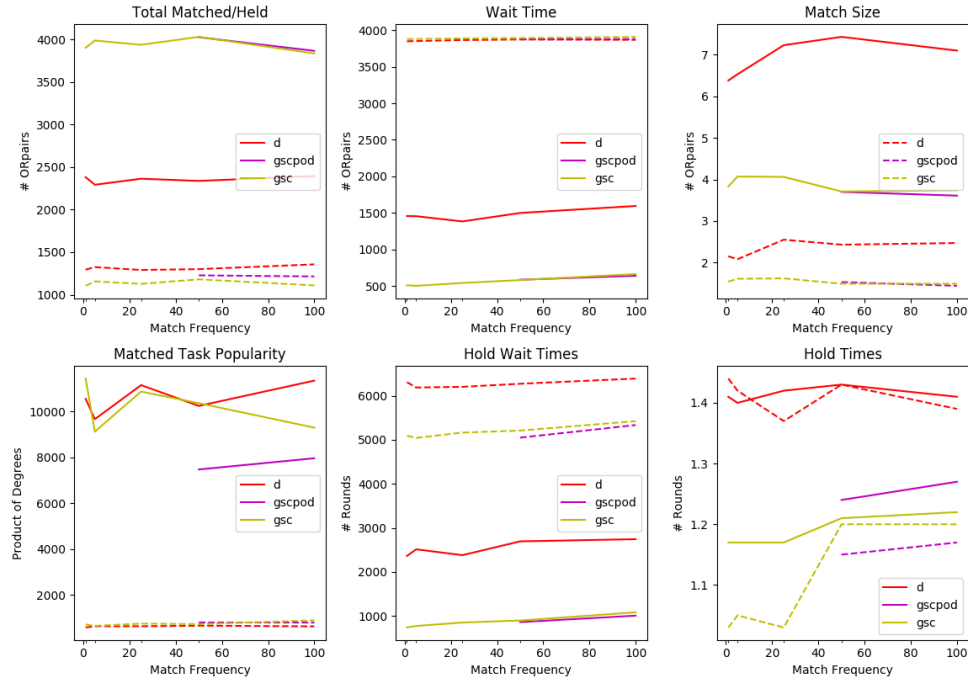 Total Matched/Held
# ORpairs
4000
3500
3000
2500
2000
1500
1000
d
gscpod
gsc
0
20
40
60
80
100
Match Frequency
Wait Time
# ORpairs
4000
3500
3000
2500
2000
1500
1000
500
d
gscpod
gsc
0
20
40
60
80
100
Match Frequency
Match Size
# ORpairs
7
6
5
4
3
2
d
gscpod
gsc
0
20
40
60
80
100
Match Frequency
Matched Task Popularity
Product of Degrees
10000
8000
6000
4000
2000
d
gscpod
gsc
0
20
40
60
80
100
Match Frequency
Hold Wait Times
# Rounds
6000
5000
4000
3000
2000
1000
d
gscpod
gsc
0
20
40
60
80
100
Match Frequency
Hold Times
# Rounds
1.4
1.3
1.2
1.1
d
gscpod
gsc
0
20
40
60
80
100
Match Frequency